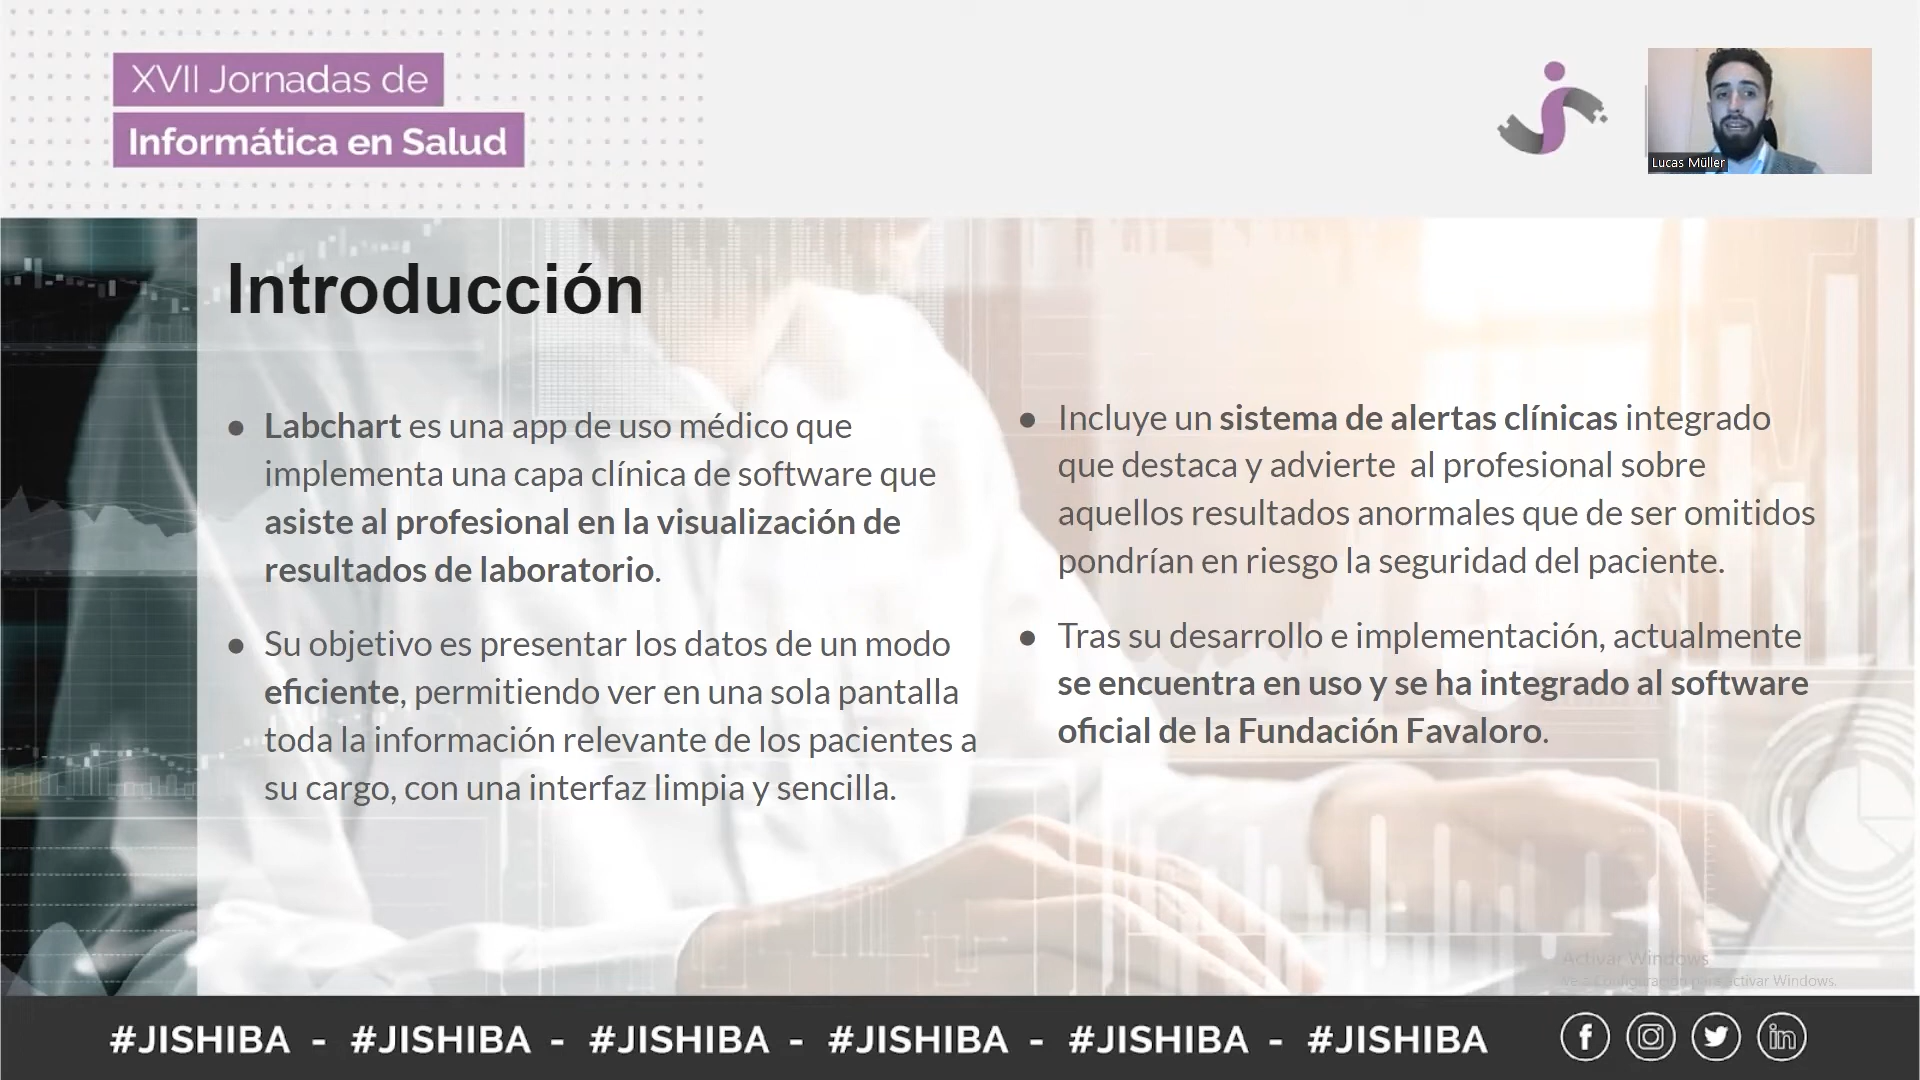 XVII Jornadas de
Informática en Salud
Lucas Müller
Introducción
● Labchart es una app de uso médico que
implementa una capa clínica de software que
asiste al profesional en la visualización de
resultados de laboratorio.
● Su objetivo es presentar los datos de un modo
eficiente, permitiendo ver en una sola pantalla
toda la información relevante de los pacientes a
su cargo, con una interfaz limpia y sencilla.
● Incluye un sistema de alertas clínicas integrado
que destaca y advierte  al profesional sobre
aquellos resultados anormales que de ser omitidos
pondrían en riesgo la seguridad del paciente.
● Tras su desarrollo e implementación, actualmente
se encuentra en uso y se ha integrado al software
oficial de la Fundación Favaloro.
Activar Windows
Ve a Configuración para activar Windows.
#JISHIBA - #JISHIBA - #JISHIBA - #JISHIBA - #JISHIBA - #JISHIBA